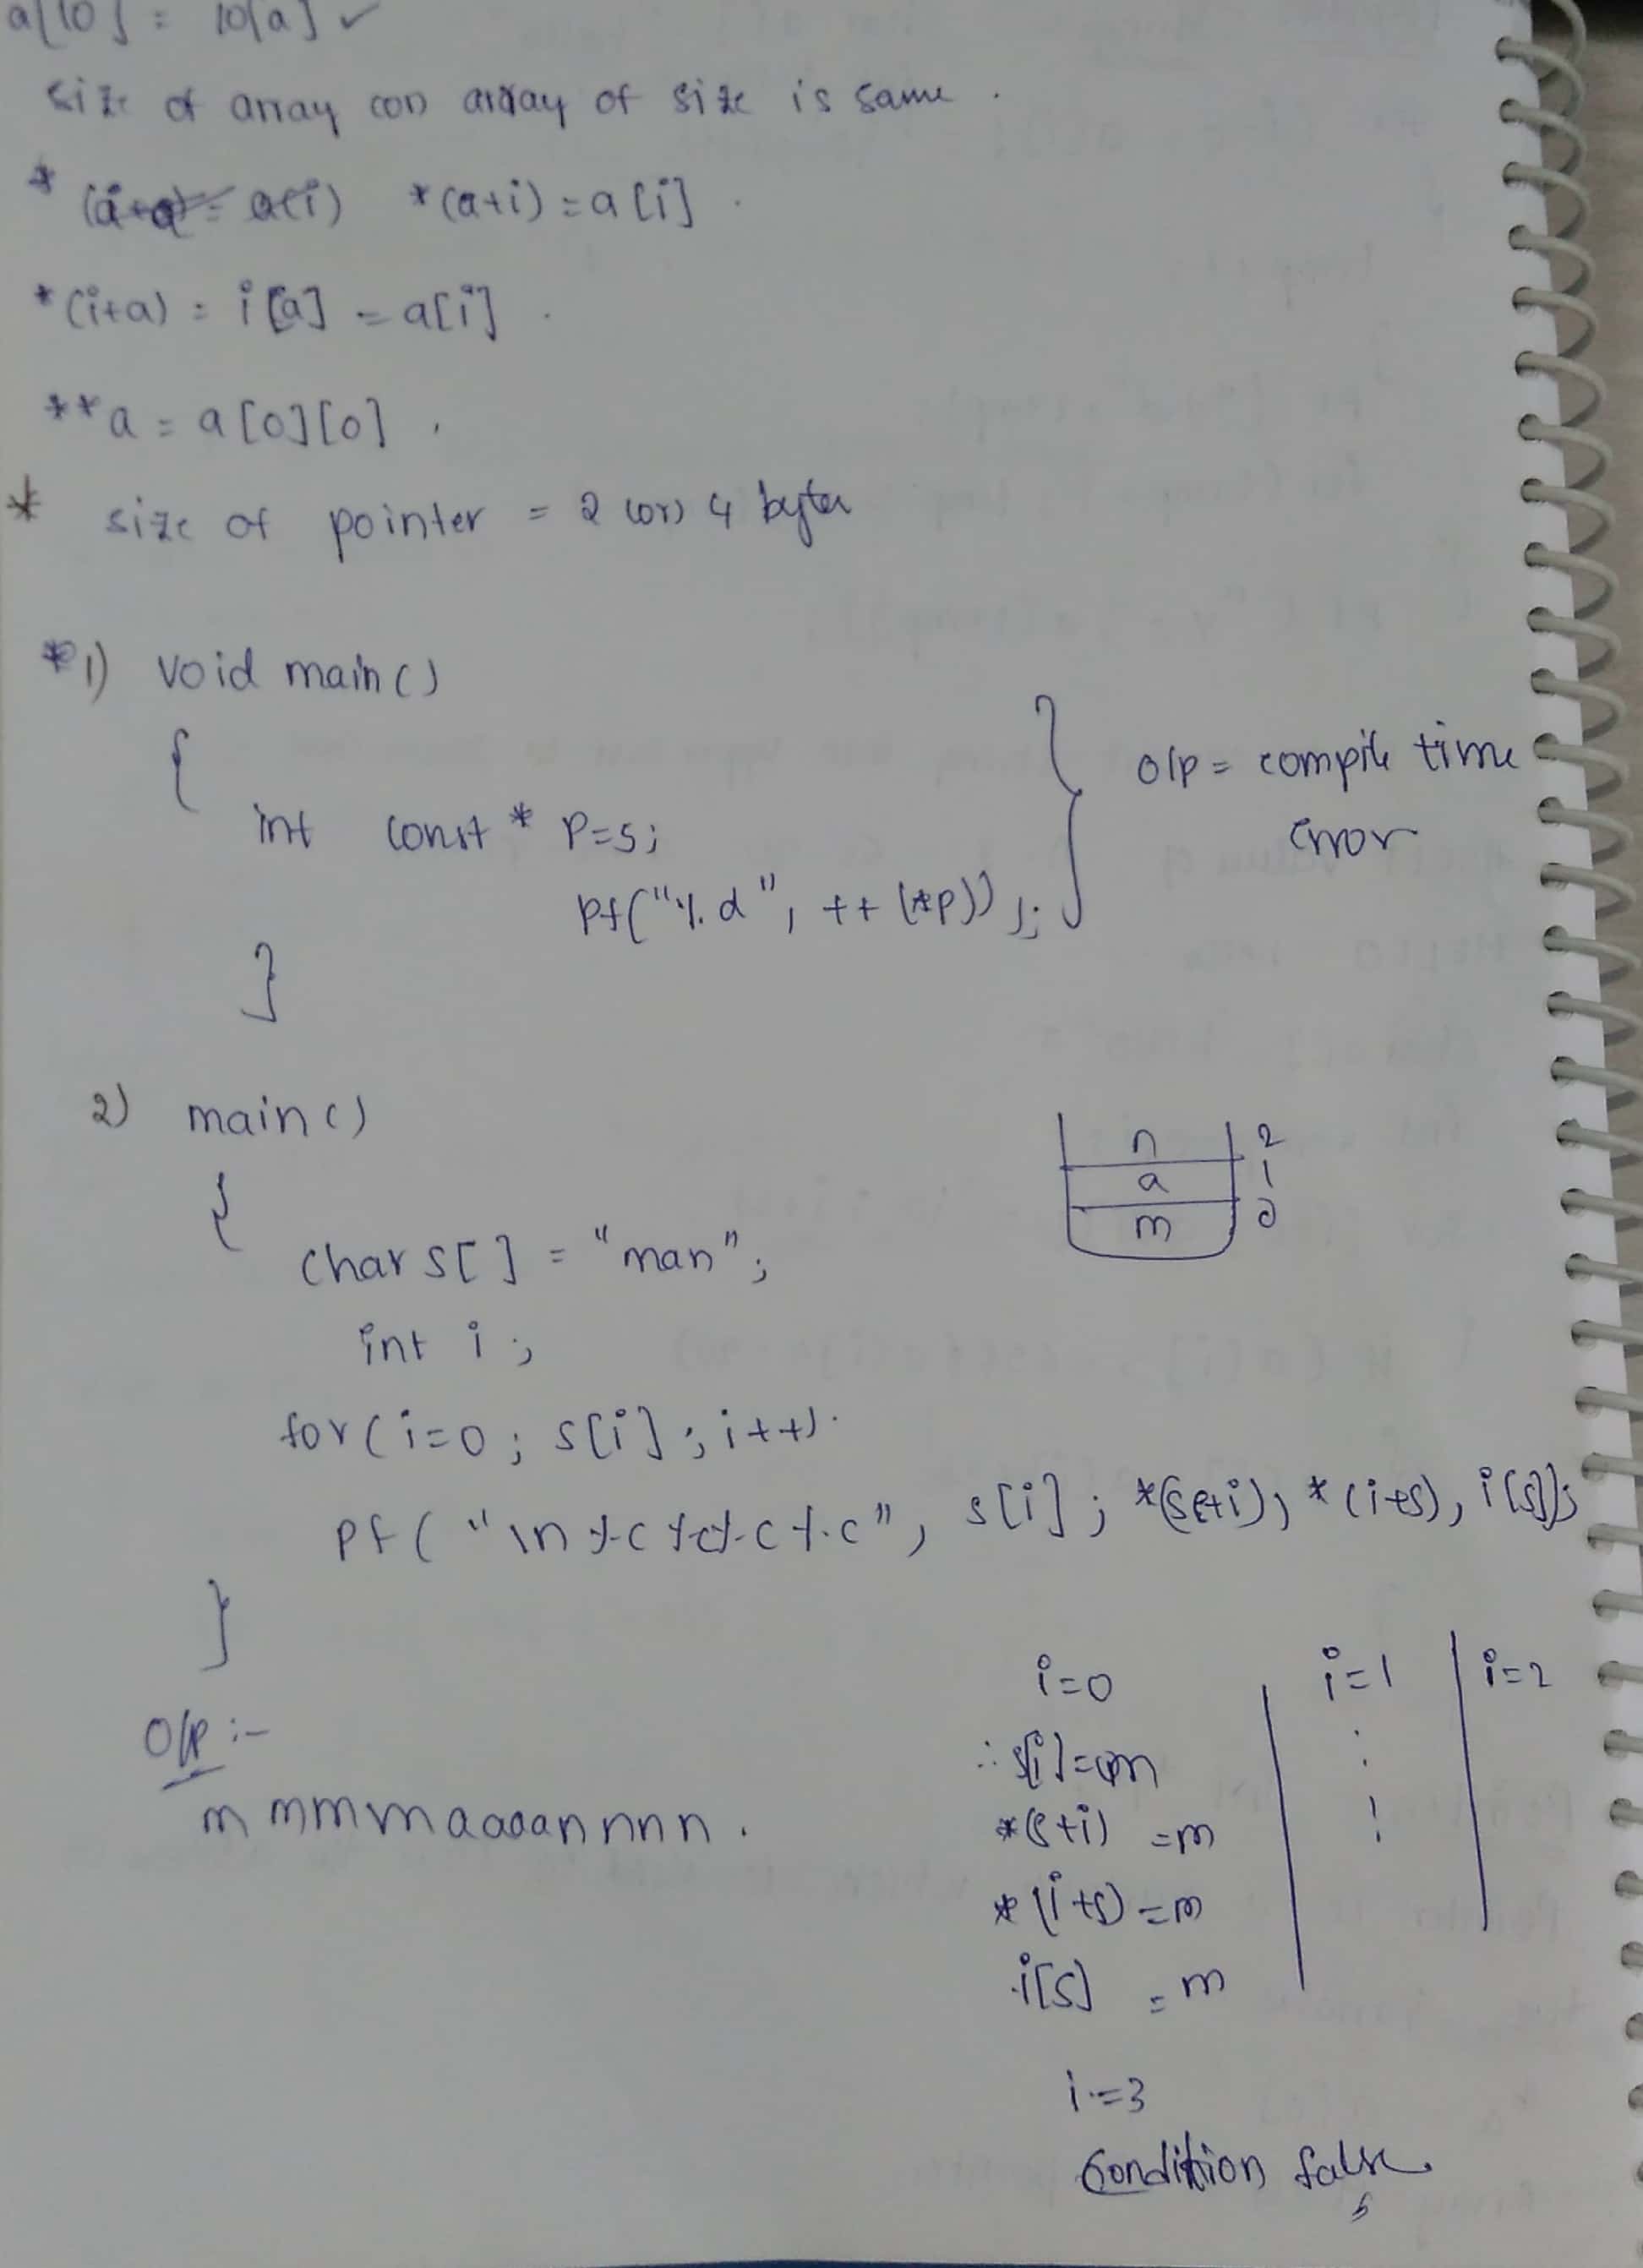 a[10] = 10[a] ✓
size of array (or) array of size is same.
* *(a+i) = a[i].
*(i+a) = i[a] = a[i].
**a = a[0][0].
* size of pointer = 2 (or) 4 bytes
*1) void main()
{
int const * P=5;
Pf("%d", ++(*p));
}
} o/p = compile time
error
2) main()
{
char s[] = "man";
int i;
for(i=0; s[i]; i++)
Pf("\n%c%c%c%c", s[i]; *(s+i), *(i+s), i[s]);
}
n 2
a 1
m 0
O/P :-
m mmmaaaannnn.
i=0
∴ s[i]=m
*(s+i) =m
*(i+s)=m
i[s] =m
i=1
i=2
i=3
condition false